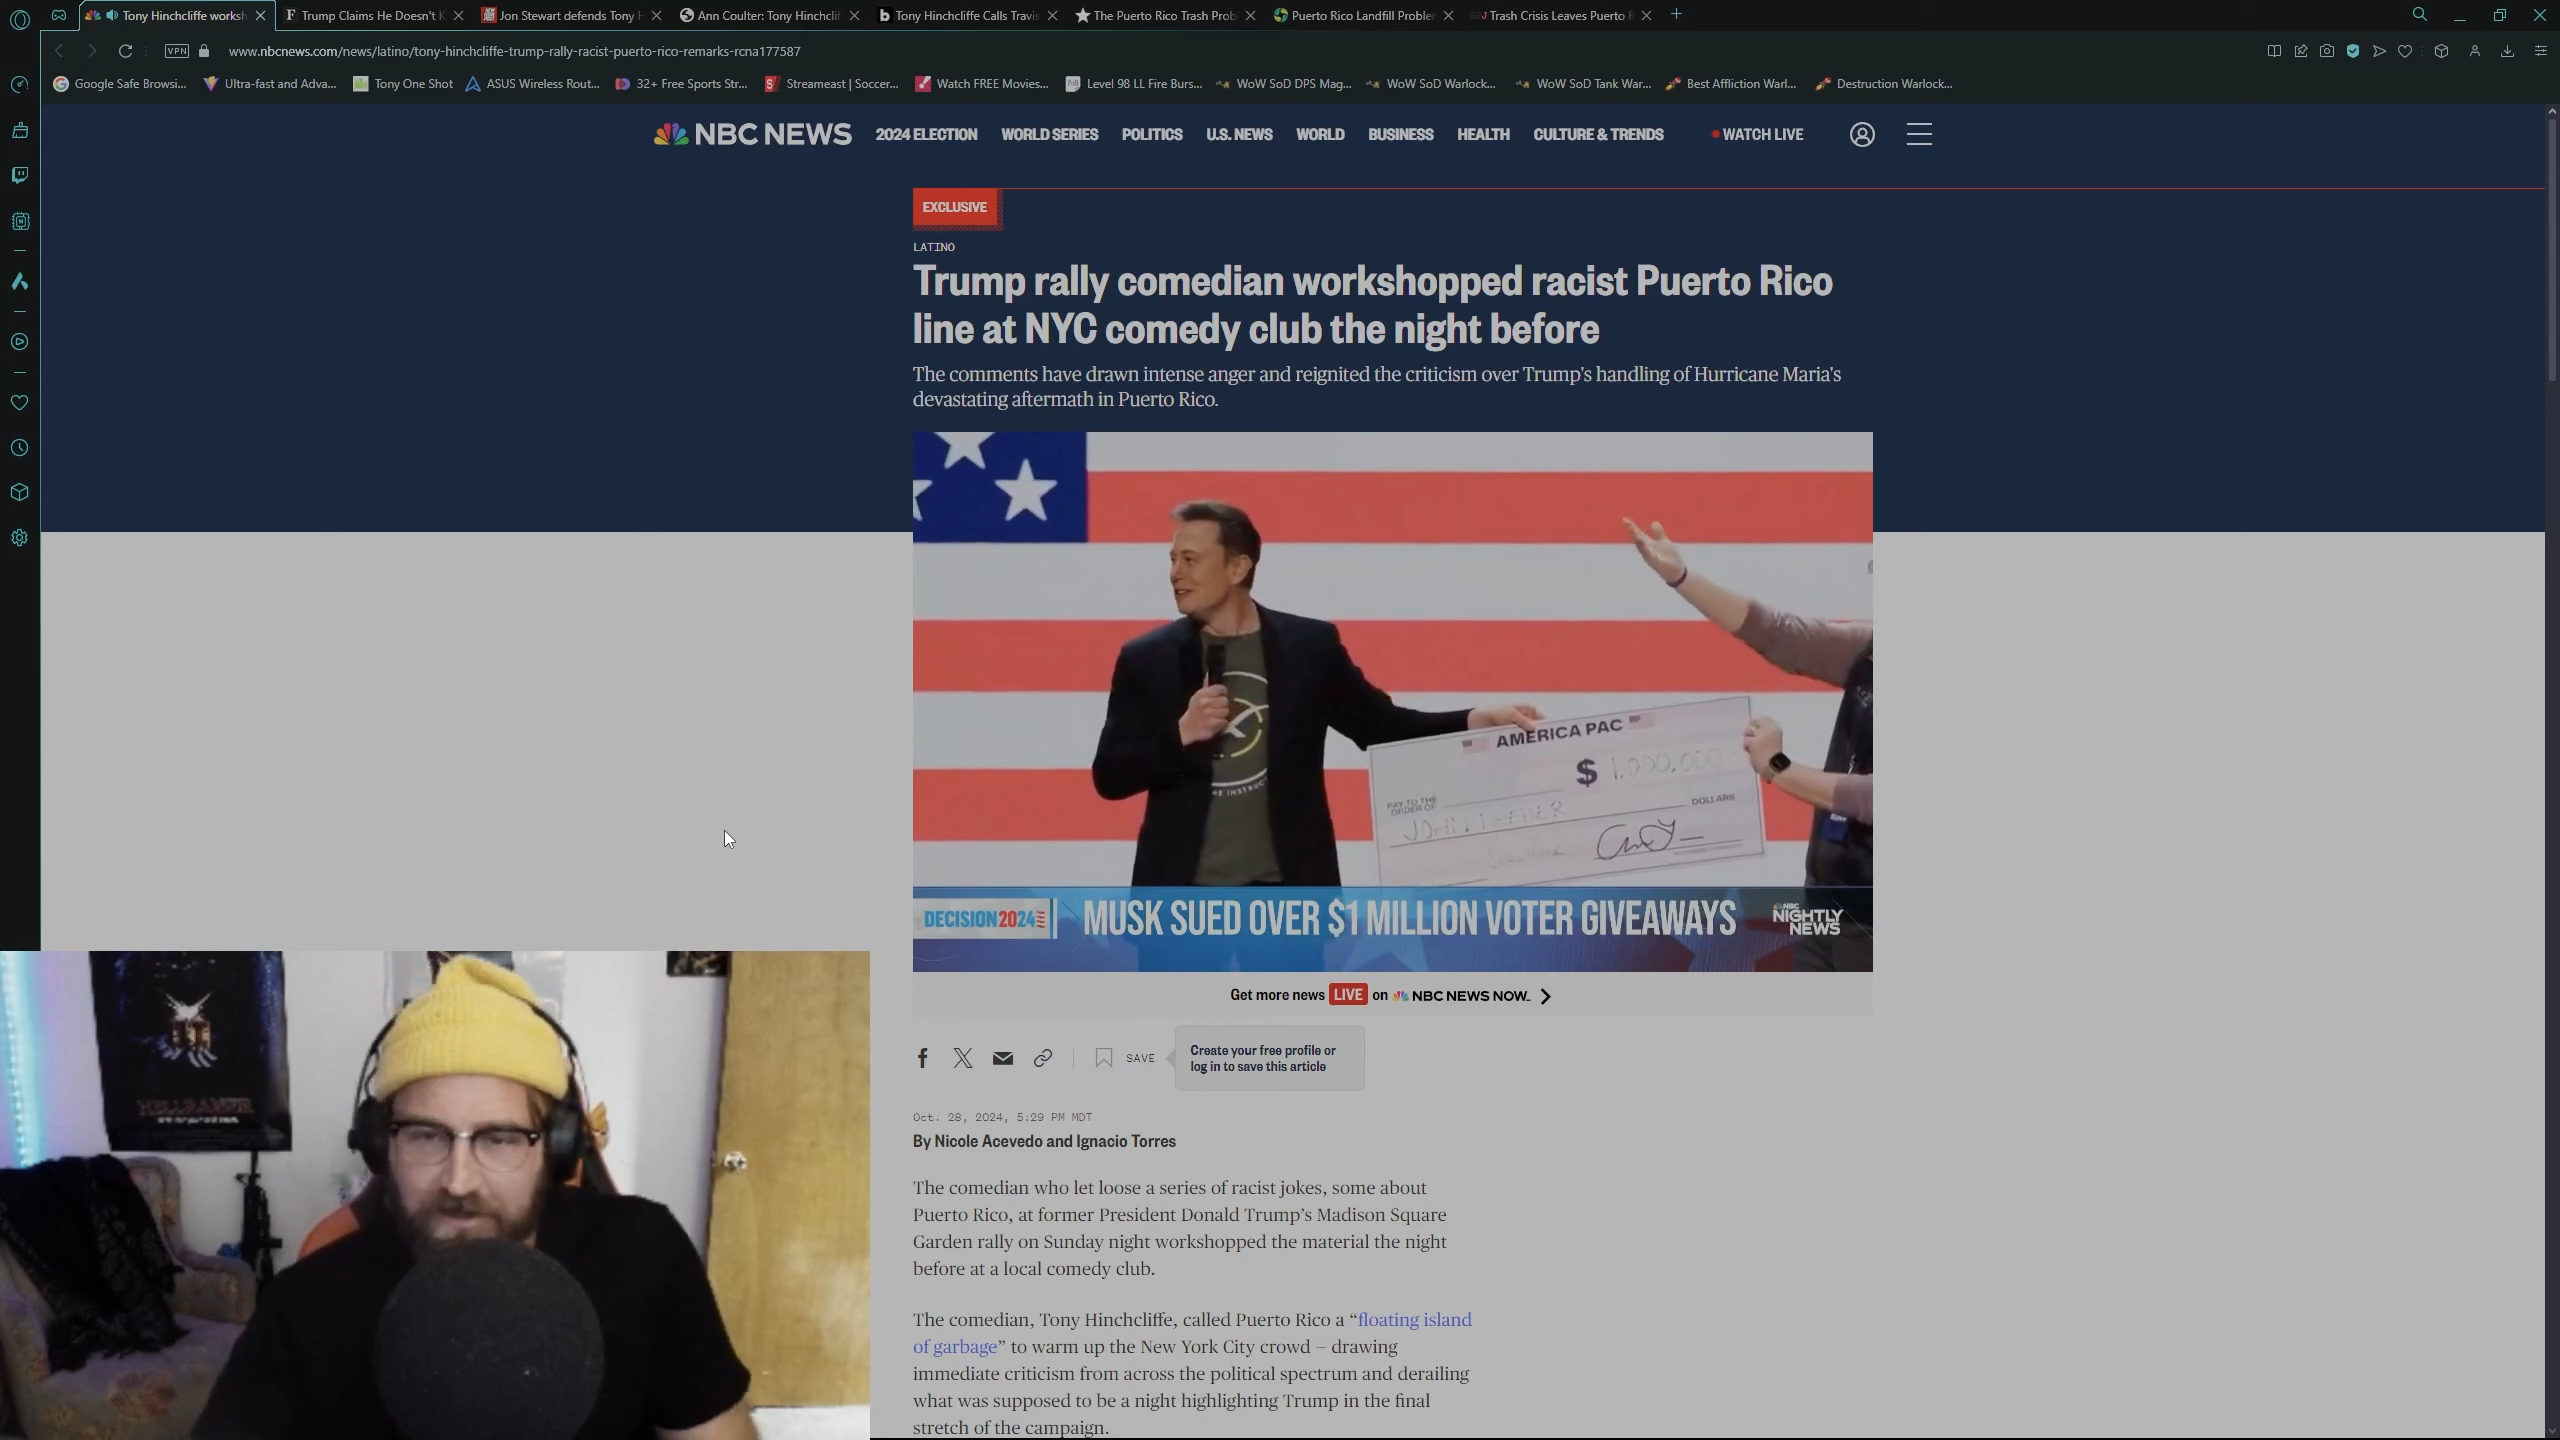 Tony Hinchcliffe worksh
Trump Claims He Doesn't K
Jon Stewart defends Tony H
Ann Coulter: Tony Hinchclif
Tony Hinchcliffe Calls Travis
The Puerto Rico Trash Prob
Puerto Rico Landfill Probler
Trash Crisis Leaves Puerto R
VPN
www.nbcnews.com/news/latino/tony-hinchcliffe-trump-rally-racist-puerto-rico-remarks-rcna177587
Google Safe Browsi...
Ultra-fast and Adva...
Tony One Shot
ASUS Wireless Rout...
32+ Free Sports Str...
Streameast | Soccer...
Watch FREE Movies...
Level 98 LL Fire Burs...
WoW SoD DPS Mag...
WoW SoD Warlock...
WoW SoD Tank War...
Best Affliction Warl...
Destruction Warlock...
NBC NEWS
2024 ELECTION
WORLD SERIES
POLITICS
U.S. NEWS
WORLD
BUSINESS
HEALTH
CULTURE & TRENDS
WATCH LIVE
EXCLUSIVE
LATINO
Trump rally comedian workshopped racist Puerto Rico
line at NYC comedy club the night before
The comments have drawn intense anger and reignited the criticism over Trump's handling of Hurricane Maria's
devastating aftermath in Puerto Rico.
AMERICA PAC
$ 1,000,000
PAY TO THE
ORDER OF
DOLLARS
DECISION 2024
MUSK SUED OVER $1 MILLION VOTER GIVEAWAYS
NBC
NIGHTLY
NEWS
Get more news LIVE on NBC NEWS NOW.
SAVE
Create your free profile or
log in to save this article
Oct. 28, 2024, 5:29 PM MDT
By Nicole Acevedo and Ignacio Torres
The comedian who let loose a series of racist jokes, some about
Puerto Rico, at former President Donald Trump's Madison Square
Garden rally on Sunday night workshopped the material the night
before at a local comedy club.
The comedian, Tony Hinchcliffe, called Puerto Rico a “floating island
of garbage” to warm up the New York City crowd — drawing
immediate criticism from across the political spectrum and derailing
what was supposed to be a night highlighting Trump in the final
stretch of the campaign.
HELLRAISER